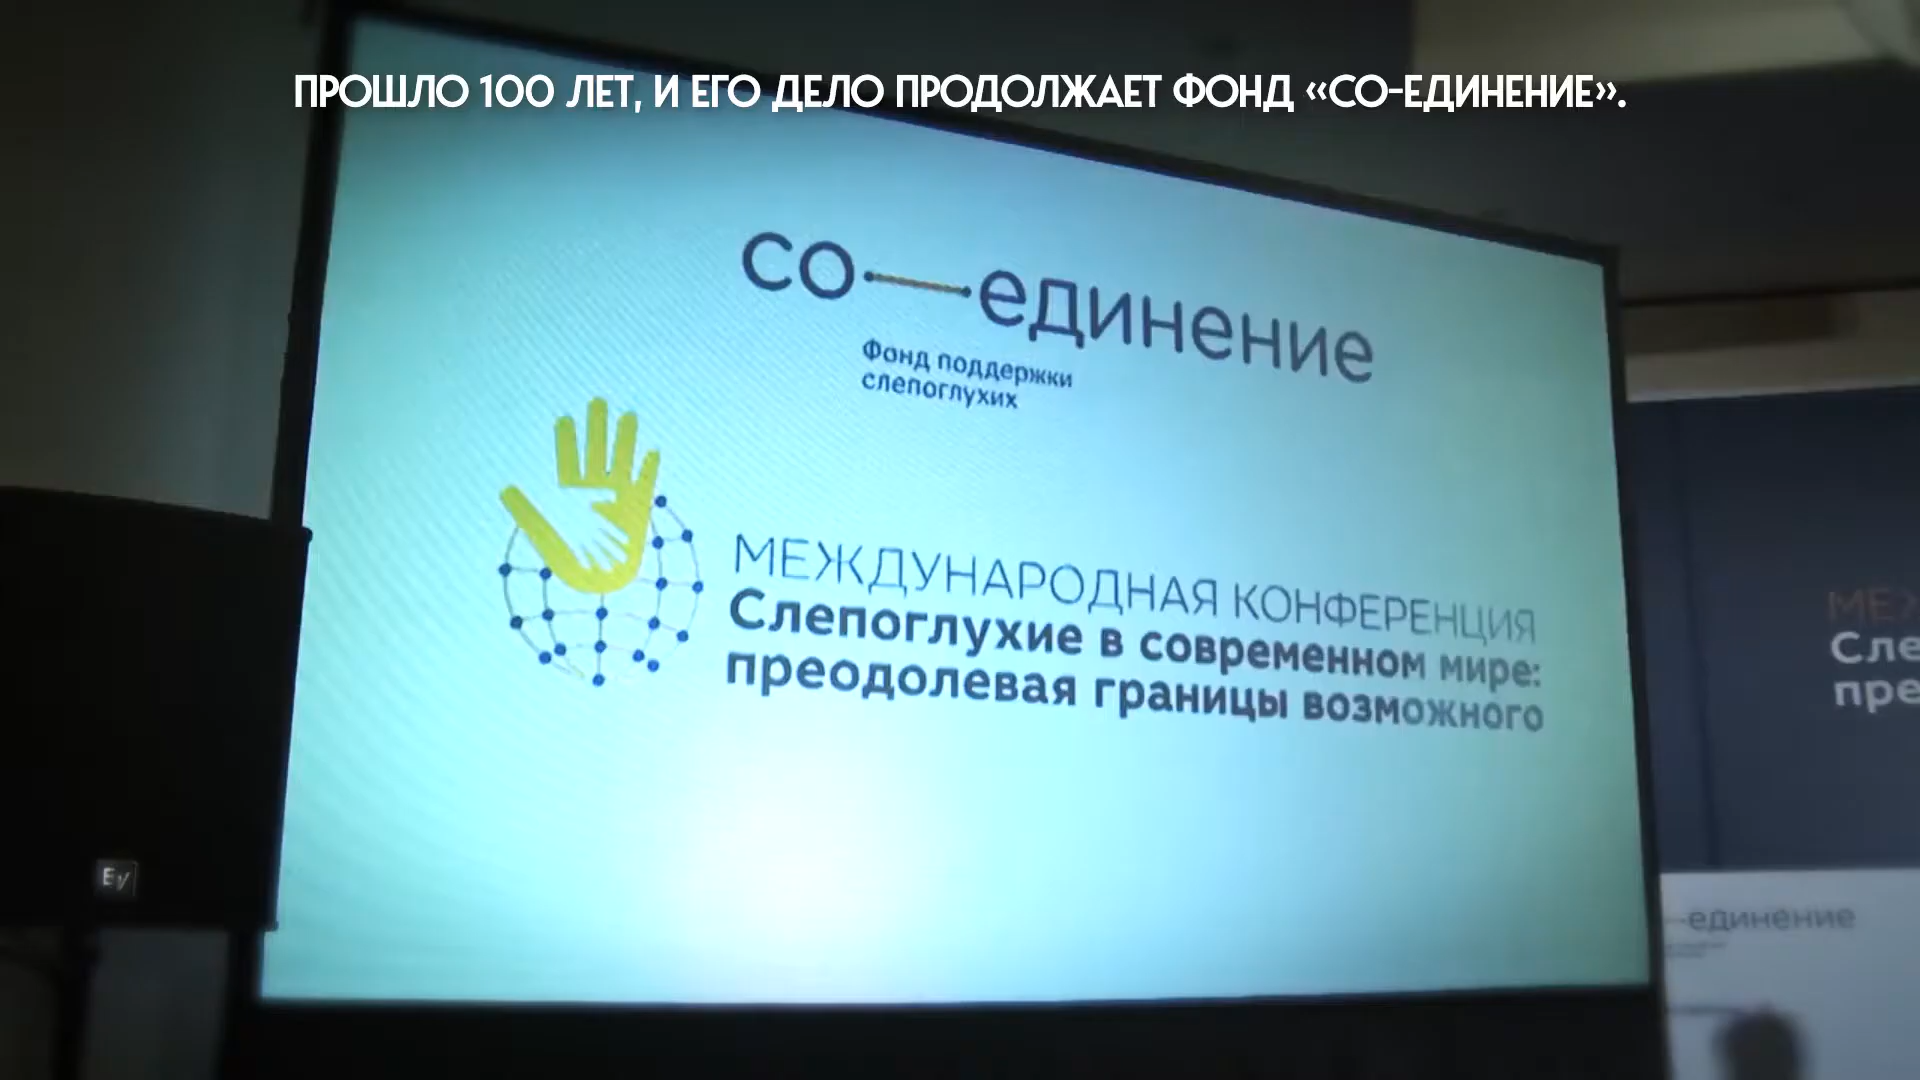 ПРОШЛО 100 ЛЕТ, И ЕГО ДЕЛО ПРОДОЛЖАЕТ ФОНД «СО-ЕДИНЕНИЕ».
со—единение
Фонд поддержки
слепоглухих
МЕЖДУНАРОДНАЯ КОНФЕРЕНЦИЯ
Слепоглухие в современном мире:
преодолевая границы возможного
МЕЖ
Сле
пре
EV
—единение